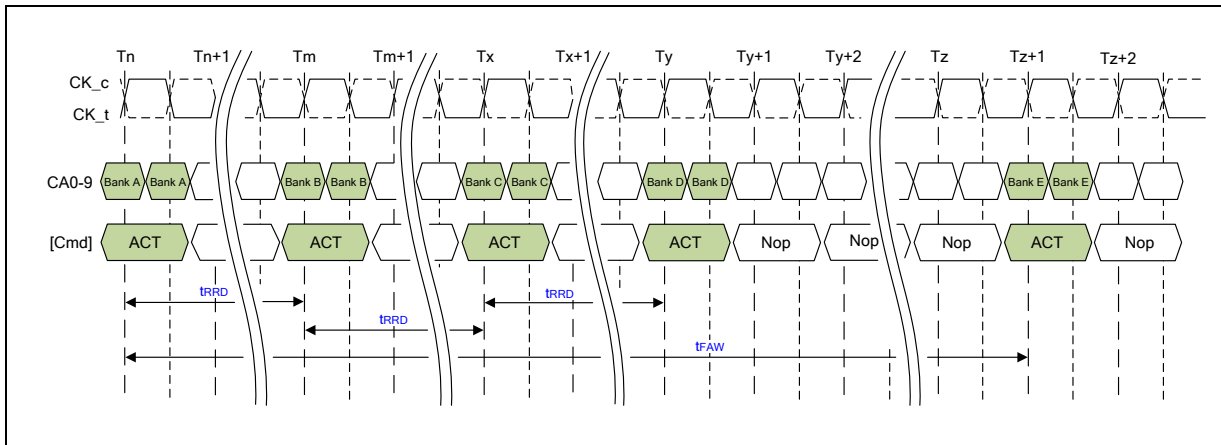 Tn Tn+1 Tm Tm+1 Tx Tx+1 Ty Ty+1 Ty+2 Tz Tz+1 Tz+2
CK_c
CK_t
CA0-9 Bank A Bank A Bank B Bank B Bank C Bank C Bank D Bank D Bank E Bank E
[Cmd] ACT ACT ACT ACT Nop Nop Nop ACT Nop
tRRD tRRD
tRRD
tFAW